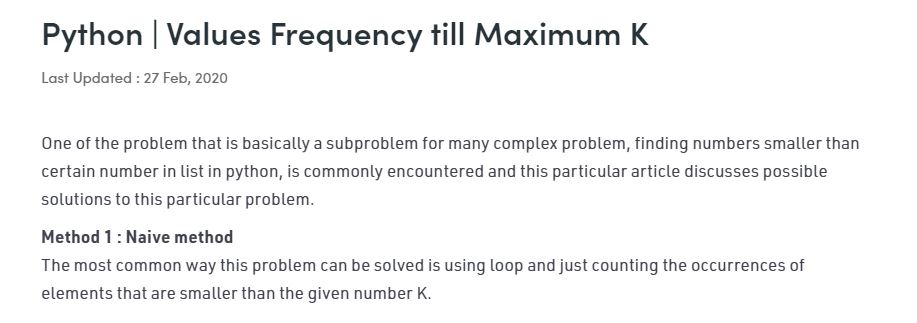 Python | Values Frequency till Maximum K
Last Updated : 27 Feb, 2020
One of the problem that is basically a subproblem for many complex problem, finding numbers smaller than
certain number in list in python, is commonly encountered and this particular article discusses possible
solutions to this particular problem.
Method 1 : Naive method
The most common way this problem can be solved is using loop and just counting the occurrences of
elements that are smaller than the given number K.